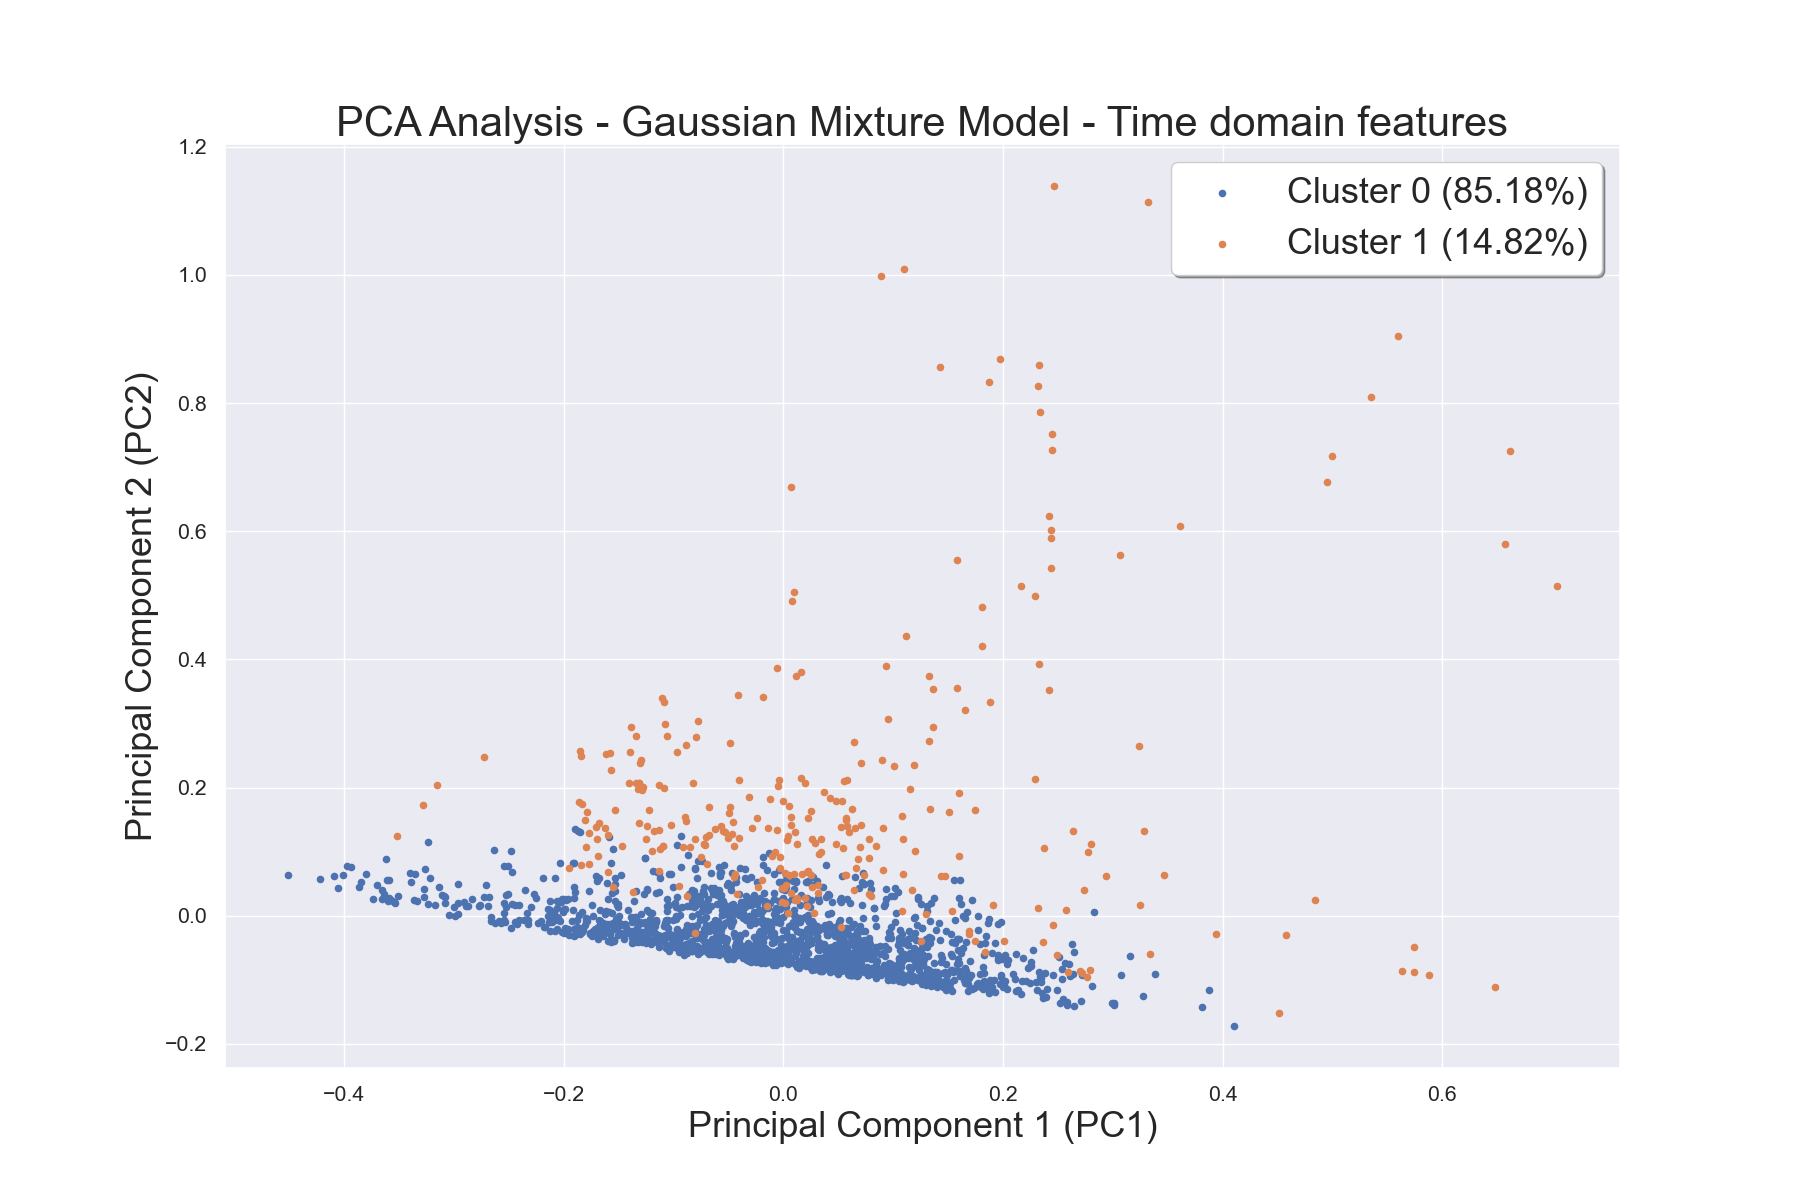 PCA Analysis - Gaussian Mixture Model - Time domain features
Cluster 0 (85.18%)
Cluster 1 (14.82%)
Principal Component 2 (PC2)
1.2
1.0
0.8
0.6
0.4
0.2
0.0
−0.2
−0.4
−0.2
0.0
0.2
0.4
0.6
Principal Component 1 (PC1)